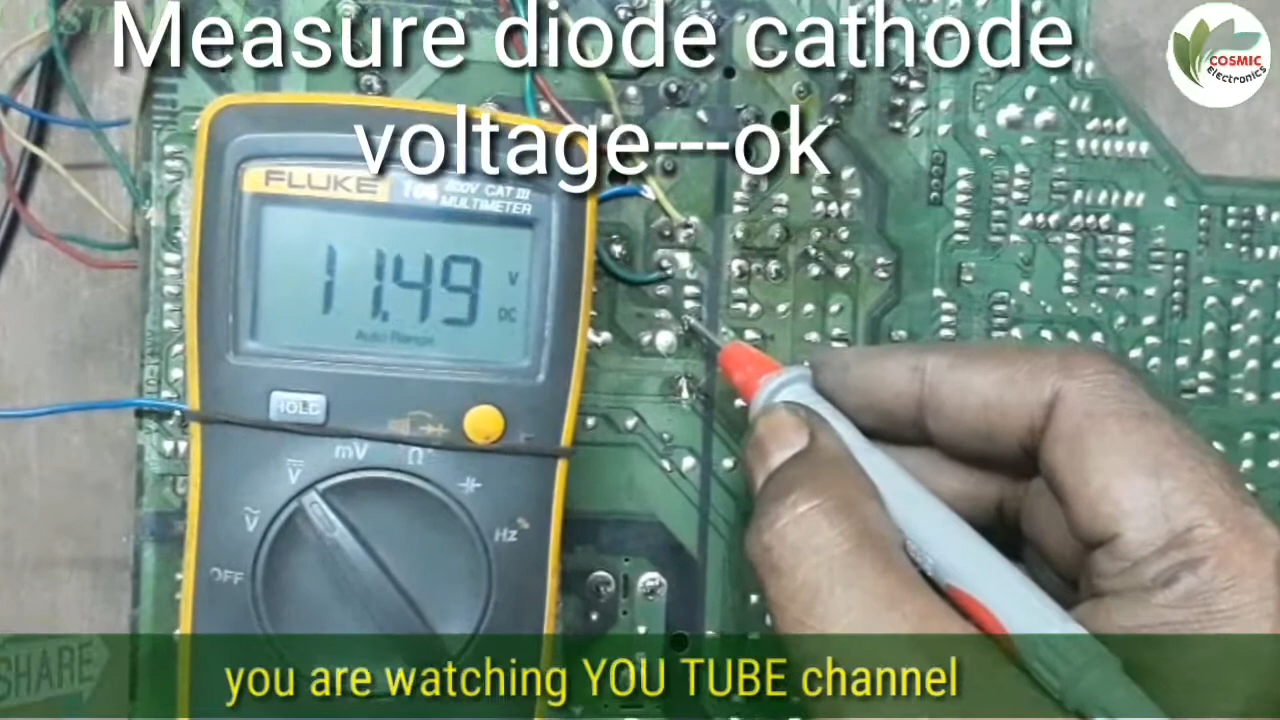 Measure diode cathode
voltage---ok
COSMIC
Electronics
FLUKE
600V CAT III
MULTIMETER
11.49
V
DC
Auto Range
HOLD
mV
Ω
V
V
Hz%
OFF
SHARE
you are watching YOU TUBE channel